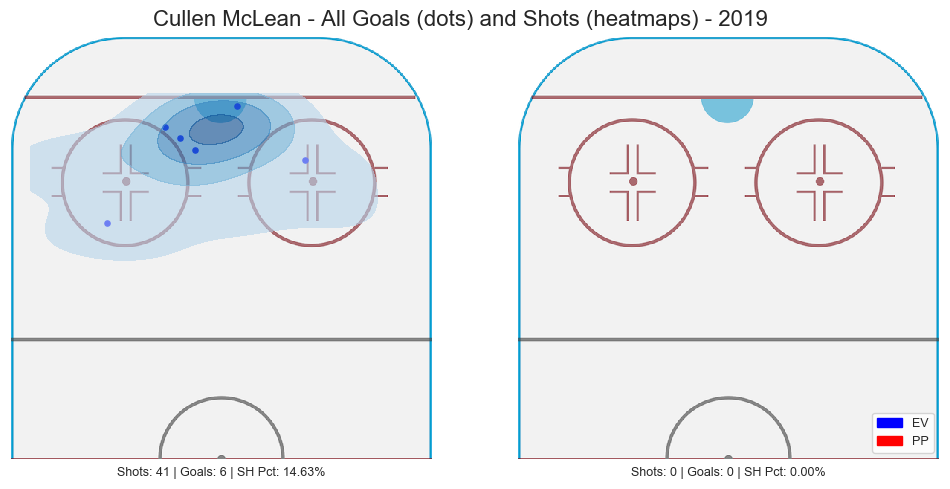 Cullen McLean - All Goals (dots) and Shots (heatmaps) - 2019
EV
PP
Shots: 41 | Goals: 6 | SH Pct: 14.63%
Shots: 0 | Goals: 0 | SH Pct: 0.00%